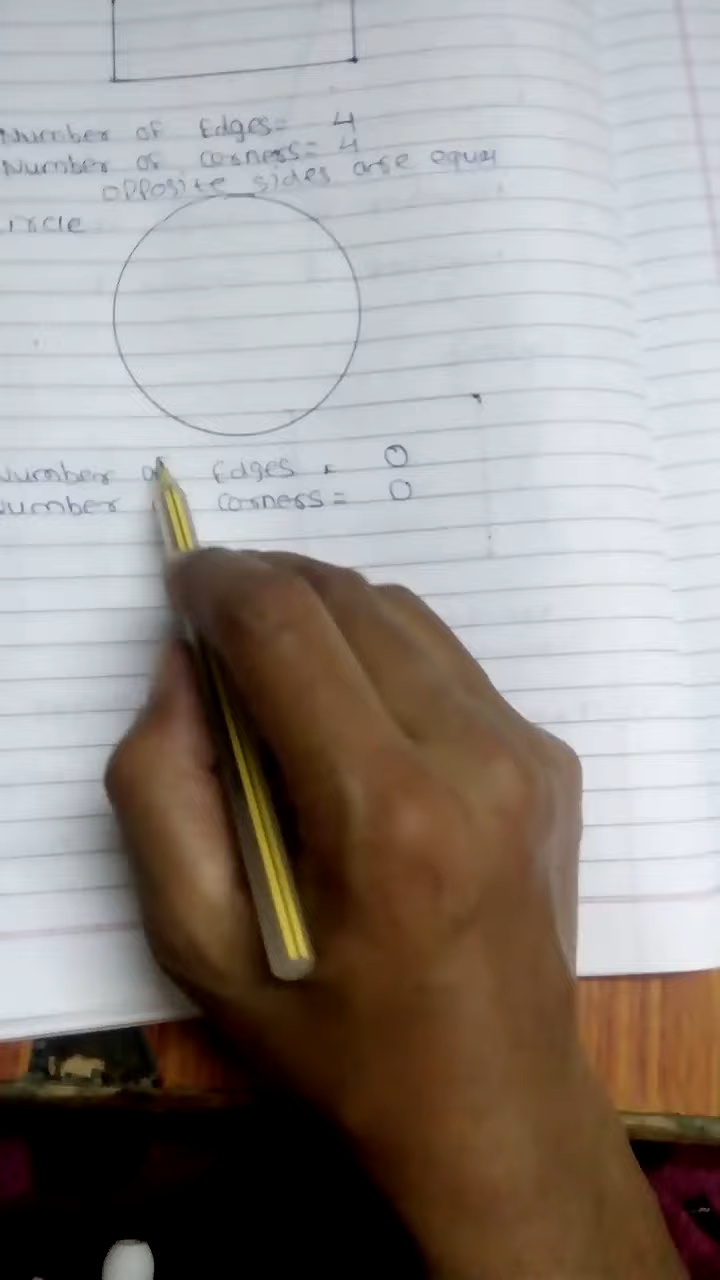 Number of Edges= 4
Number of corners= 4
opposite sides are equal
ircle
Number of Edges = 0
Number corners= 0